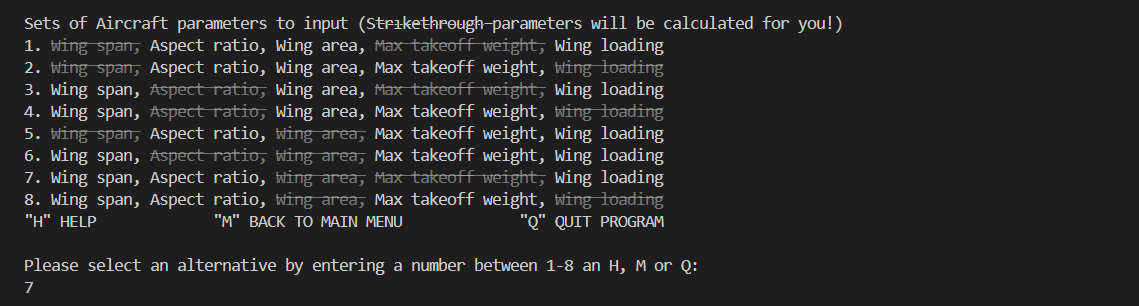 Sets of Aircraft parameters to input (Strikethrough parameters will be calculated for you!)
1. Wing span, Aspect ratio, Wing area, Max takeoff weight, Wing loading
2. Wing span, Aspect ratio, Wing area, Max takeoff weight, Wing loading
3. Wing span, Aspect ratio, Wing area, Max takeoff weight, Wing loading
4. Wing span, Aspect ratio, Wing area, Max takeoff weight, Wing loading
5. Wing span, Aspect ratio, Wing area, Max takeoff weight, Wing loading
6. Wing span, Aspect ratio, Wing area, Max takeoff weight, Wing loading
7. Wing span, Aspect ratio, Wing area, Max takeoff weight, Wing loading
8. Wing span, Aspect ratio, Wing area, Max takeoff weight, Wing loading
"H" HELP "M" BACK TO MAIN MENU "Q" QUIT PROGRAM
Please select an alternative by entering a number between 1-8 an H, M or Q:
7